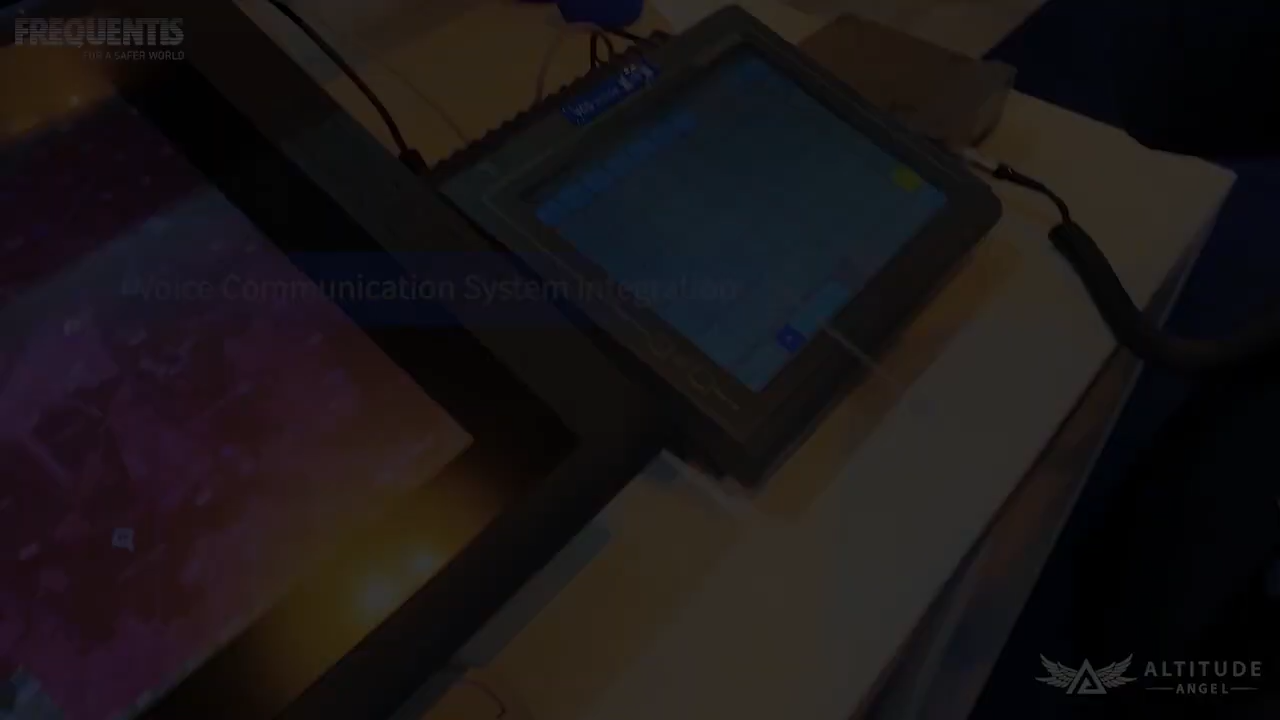 FREQUENTIS
FOR A SAFER WORLD
Voice Communication System Integration
ALTITUDE
ANGEL